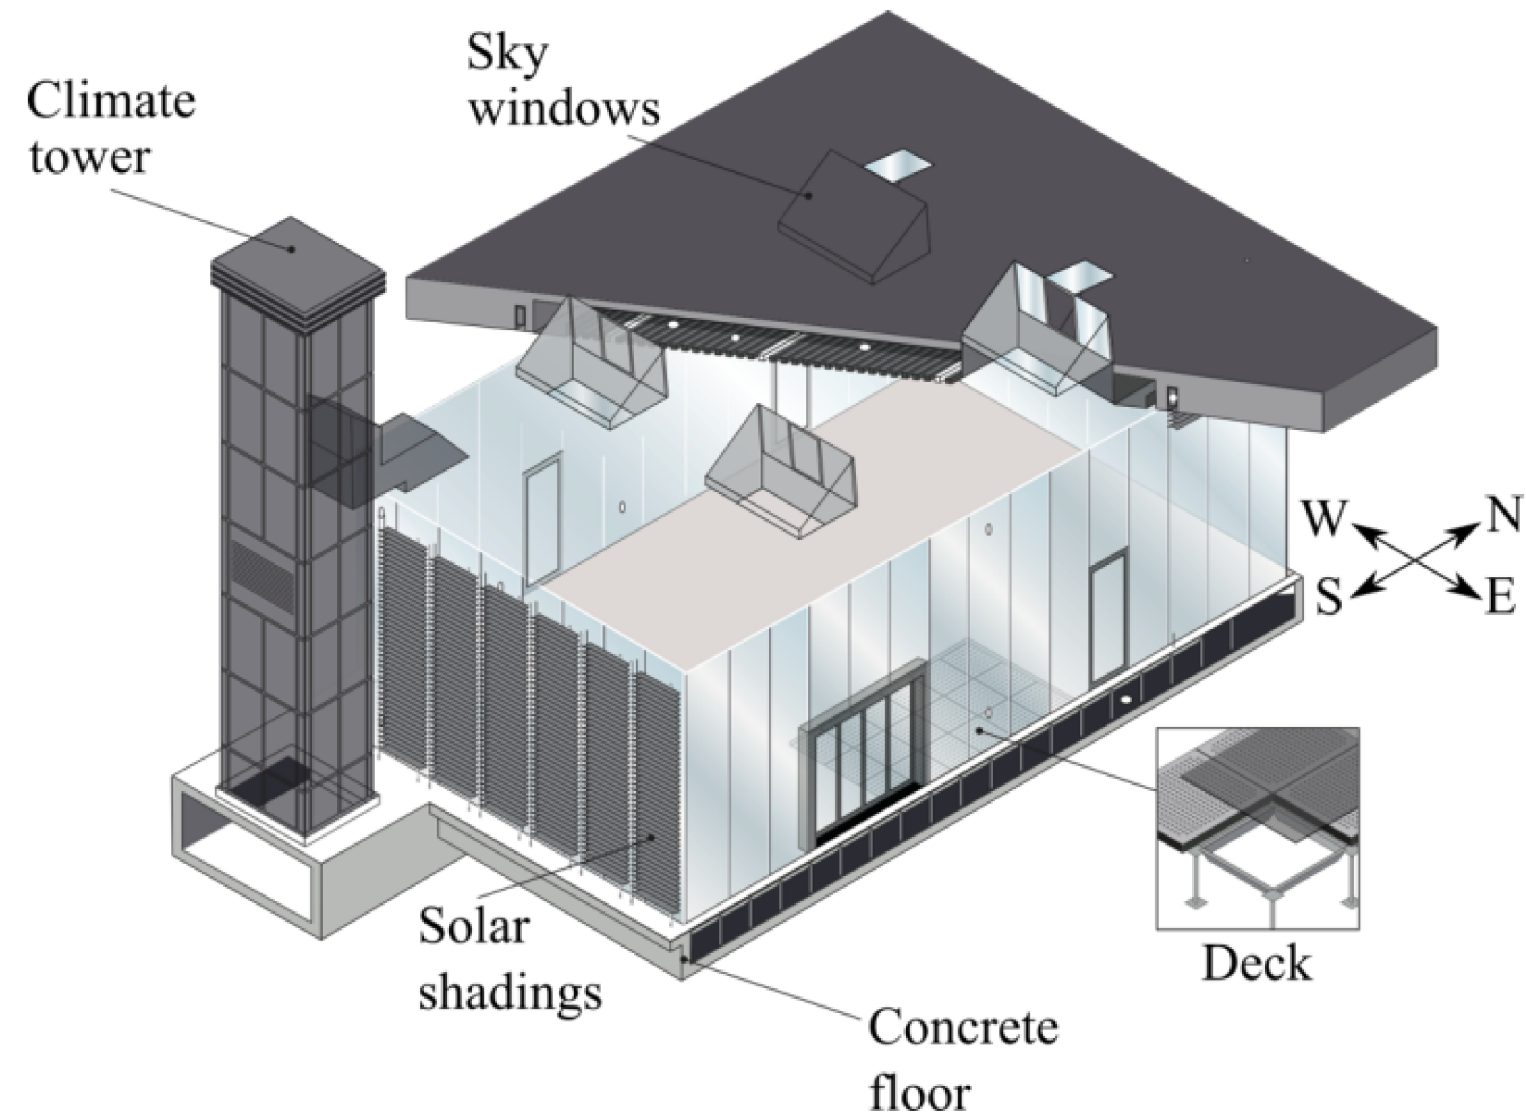 Sky
windows
Climate
tower
W
N
S
E
Solar
shadings
Deck
Concrete
floor